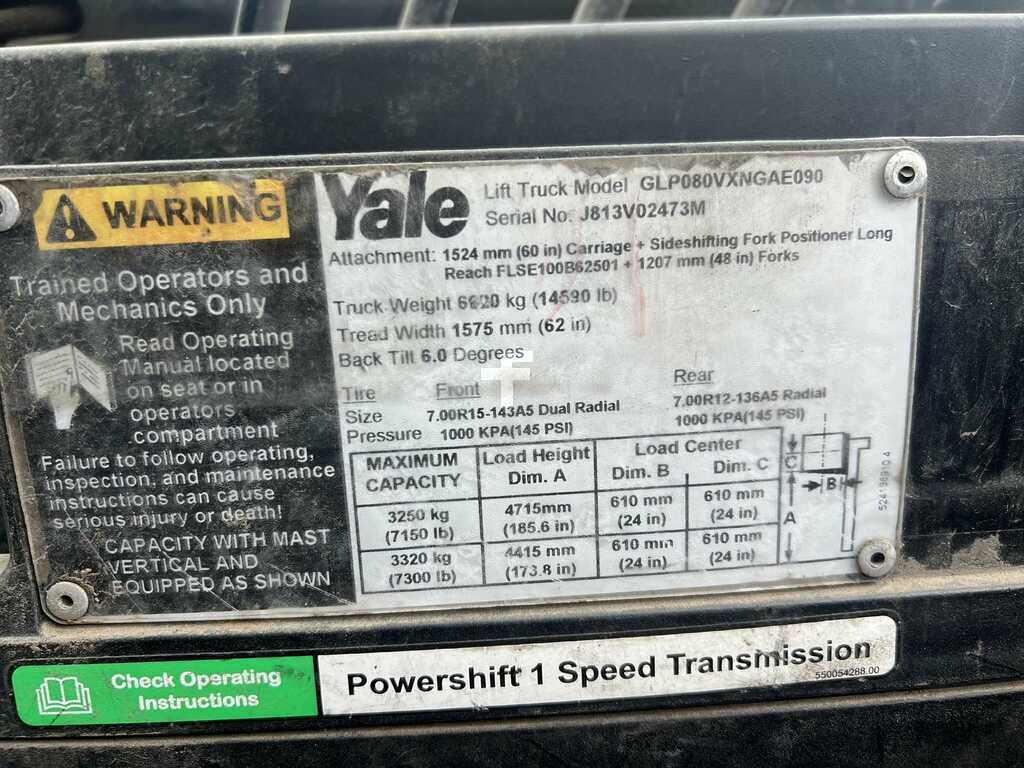 WARNING
Trained Operators and
Mechanics Only
Read Operating
Manual located
on seat or in
operators
compartment
Failure to follow operating,
inspection, and maintenance
instructions can cause
serious injury or death!
CAPACITY WITH MAST
VERTICAL AND
EQUIPPED AS SHOWN
Yale
Lift Truck Model GLP080VXNGAE090
Serial No: J813V02473M
Attachment: 1524 mm (60 in) Carriage + Sideshifting Fork Positioner Long
Reach FLSE100B62501 + 1207 mm (48 in) Forks
Truck Weight 6620 kg (14590 lb)
Tread Width 1575 mm (62 in)
Back Tilt 6.0 Degrees
Tire Front Rear
Size 7.00R15-143A5 Dual Radial 7.00R12-136A5 Radial
Pressure 1000 KPA(145 PSI) 1000 KPA(145 PSI)
MAXIMUM CAPACITY Load Height Dim. A Load Center Dim. B Dim. C
3250 kg 4715mm 610 mm 610 mm
(7150 lb) (185.6 in) (24 in) (24 in)
3320 kg 4415 mm 610 mm 610 mm
(7300 lb) (173.8 in) (24 in) (24 in)
C
B
A
Check Operating
Instructions
Powershift 1 Speed Transmission
550054288.00